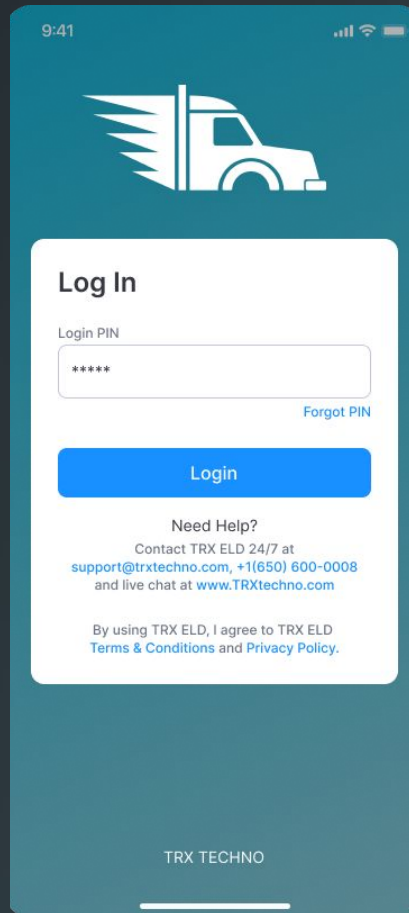 9:41
Log In
Login PIN
*****
Forgot PIN
Login
Need Help?
Contact TRX ELD 24/7 at
support@trxtechno.com, +1(650) 600-0008
and live chat at www.TRXtechno.com
By using TRX ELD, I agree to TRX ELD
Terms & Conditions and Privacy Policy.
TRX TECHNO